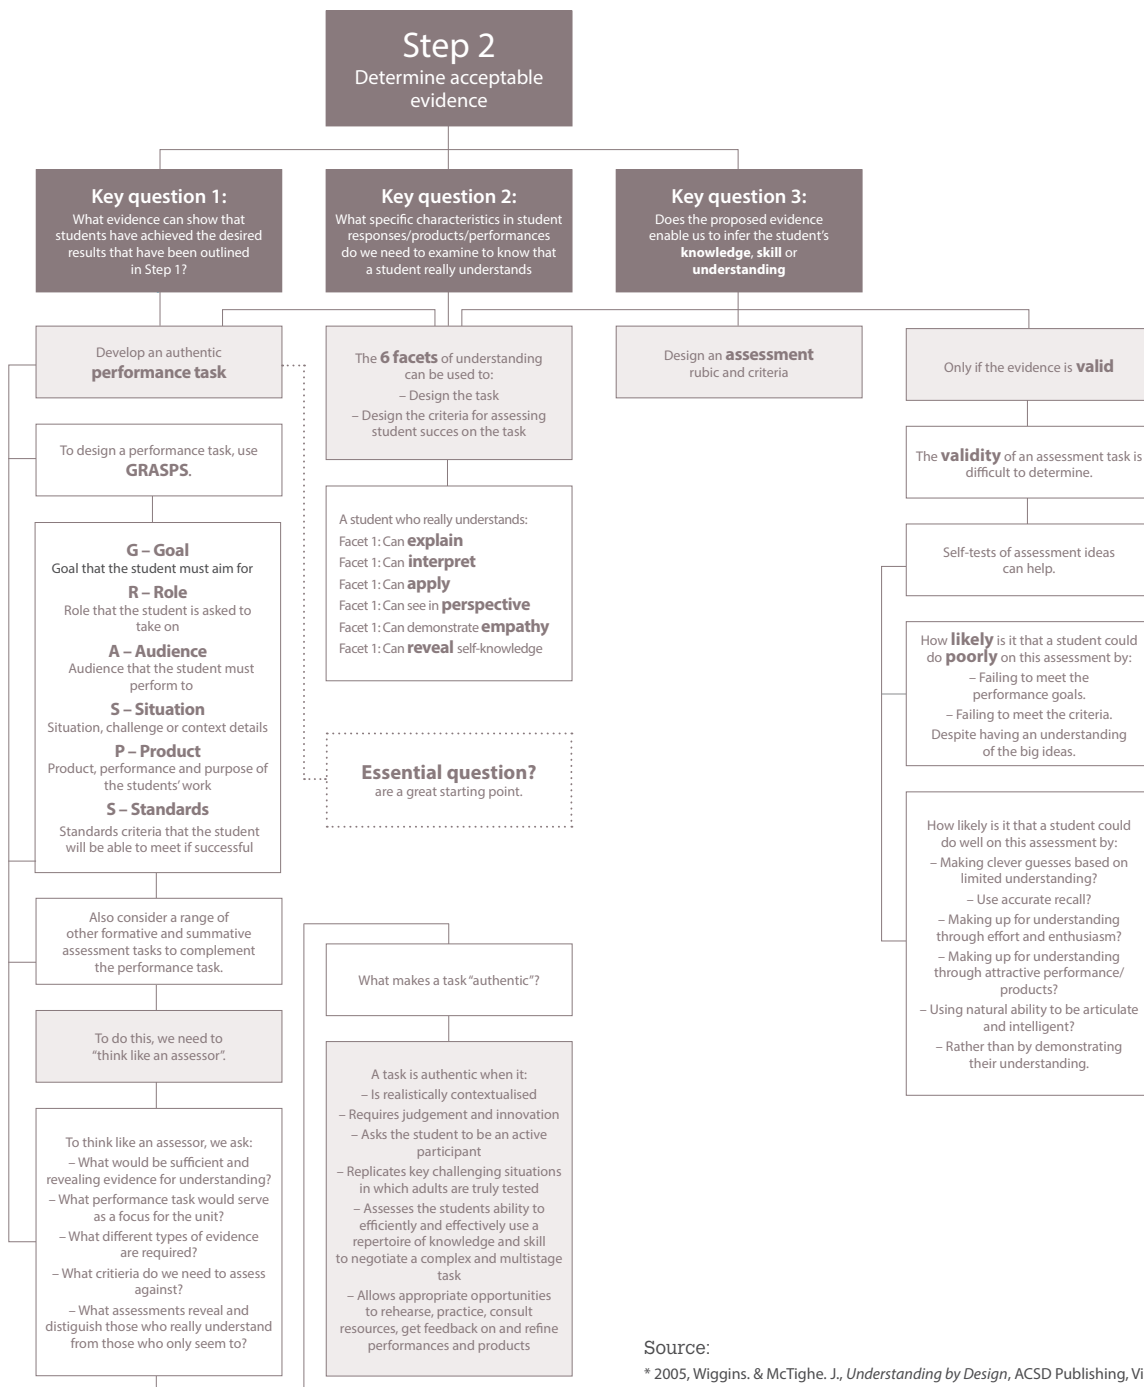 Step 2
Determine acceptable
evidence
Key question 1:
What evidence can show that
students have achieved the desired
results that have been outlined
in Step 1?
Key question 2:
What specific characteristics in student
responses/products/performances
do we need to examine to know that
a student really understands
Key question 3:
Does the proposed evidence
enable us to infer the student's
knowledge, skill or
understanding
Develop an authentic
performance task
To design a performance task, use
GRASPS.
G – Goal
Goal that the student must aim for
R – Role
Role that the student is asked to
take on
A – Audience
Audience that the student must
perform to
S – Situation
Situation, challenge or context details
P – Product
Product, performance and purpose of
the students' work
S – Standards
Standards criteria that the student
will be able to meet if successful
Also consider a range of
other formative and summative
assessment tasks to complement
the performance task.
To do this, we need to
"think like an assessor".
To think like an assessor, we ask:
– What would be sufficient and
revealing evidence for understanding?
– What performance task would serve
as a focus for the unit?
– What different types of evidence
are required?
– What critieria do we need to assess
against?
– What assessments reveal and
distiguish those who really understand
from those who only seem to?
The 6 facets of understanding
can be used to:
– Design the task
– Design the criteria for assessing
student succes on the task
A student who really understands:
Facet 1: Can explain
Facet 1: Can interpret
Facet 1: Can apply
Facet 1: Can see in perspective
Facet 1: Can demonstrate empathy
Facet 1: Can reveal self-knowledge
Essential question?
are a great starting point.
What makes a task "authentic"?
A task is authentic when it:
– Is realistically contextualised
– Requires judgement and innovation
– Asks the student to be an active
participant
– Replicates key challenging situations
in which adults are truly tested
– Assesses the students ability to
efficiently and effectively use a
repertoire of knowledge and skill
to negotiate a complex and multistage
task
– Allows appropriate opportunities
to rehearse, practice, consult
resources, get feedback on and refine
performances and products
Design an assessment
rubic and criteria
Only if the evidence is valid
The validity of an assessment task is
difficult to determine.
Self-tests of assessment ideas
can help.
How likely is it that a student could
do poorly on this assessment by:
– Failing to meet the
performance goals.
– Failing to meet the criteria.
Despite having an understanding
of the big ideas.
How likely is it that a student could
do well on this assessment by:
– Making clever guesses based on
limited understanding?
– Use accurate recall?
– Making up for understanding
through effort and enthusiasm?
– Making up for understanding
through attractive performance/
products?
– Using natural ability to be articulate
and intelligent?
– Rather than by demonstrating
their understanding.
Source:
* 2005, Wiggins. & McTighe. J., Understanding by Design, ACSD Publishing, Vi